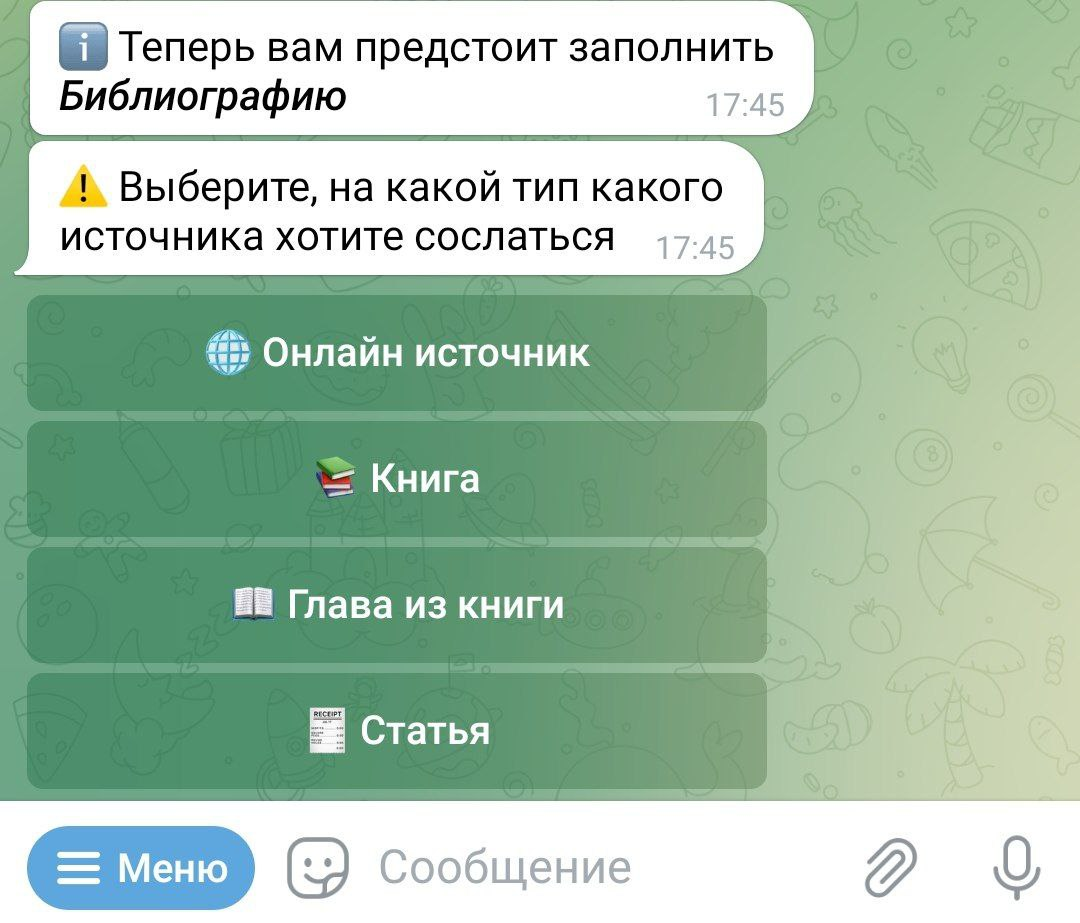 Теперь вам предстоит заполнить
Библиографию
17:45
Выберите, на какой тип какого
источника хотите сослаться
17:45
Онлайн источник
Книга
Глава из книги
RECEIPT
Статья
Меню
Сообщение